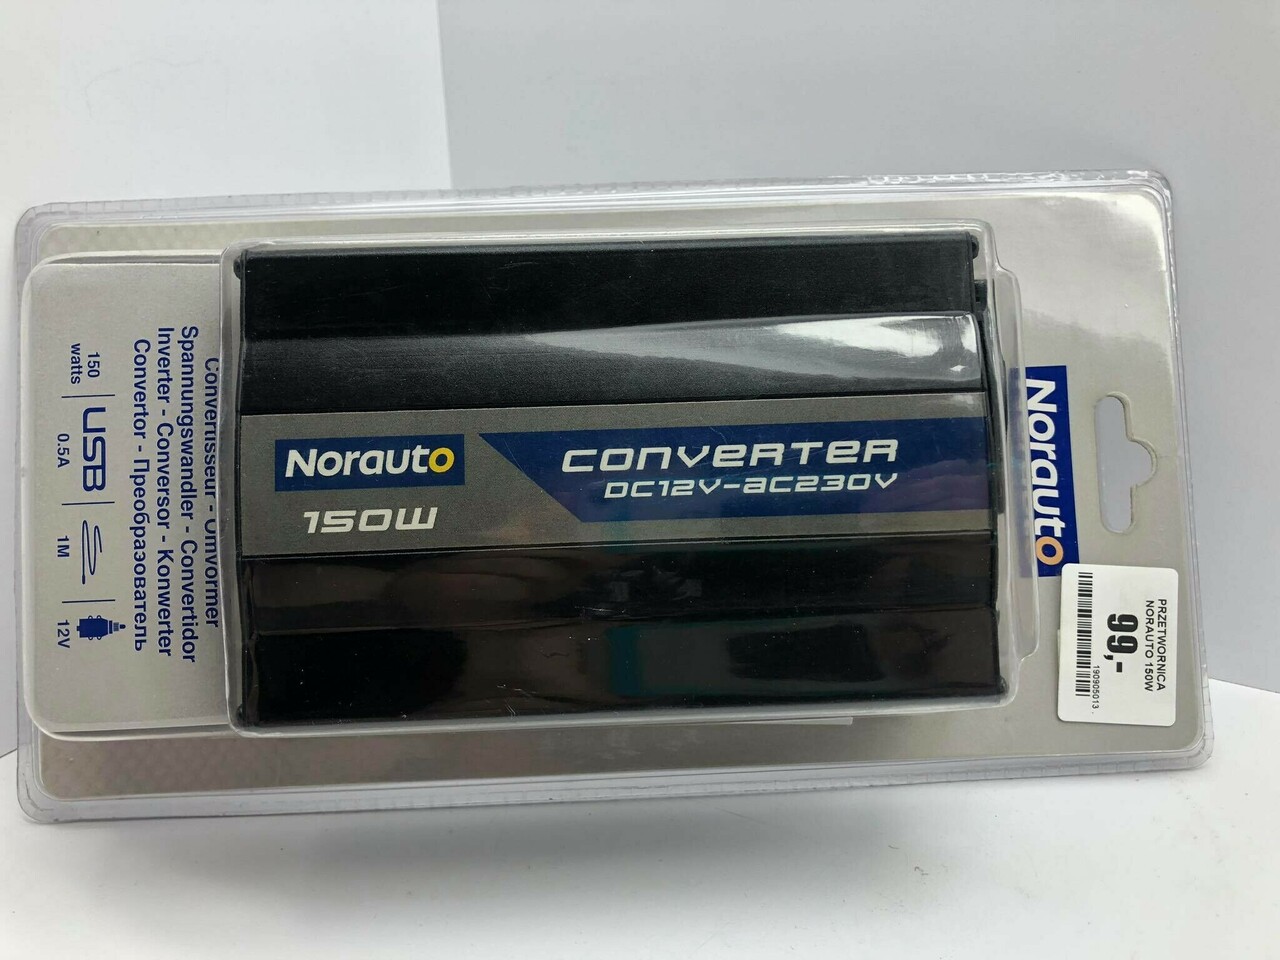 Norauto
CONVERTER
DC12V-AC230V
150W
Convertisseur - Omvormer
Spannungswandler - Convertidor
Inverter - Conversor - Konwerter
Convertor - Преобразователь
150
watts
USB
0.5A
1M
12V
Norauto
PRZETWORNICA
NORAUTO 150W
99,-
190905013 .